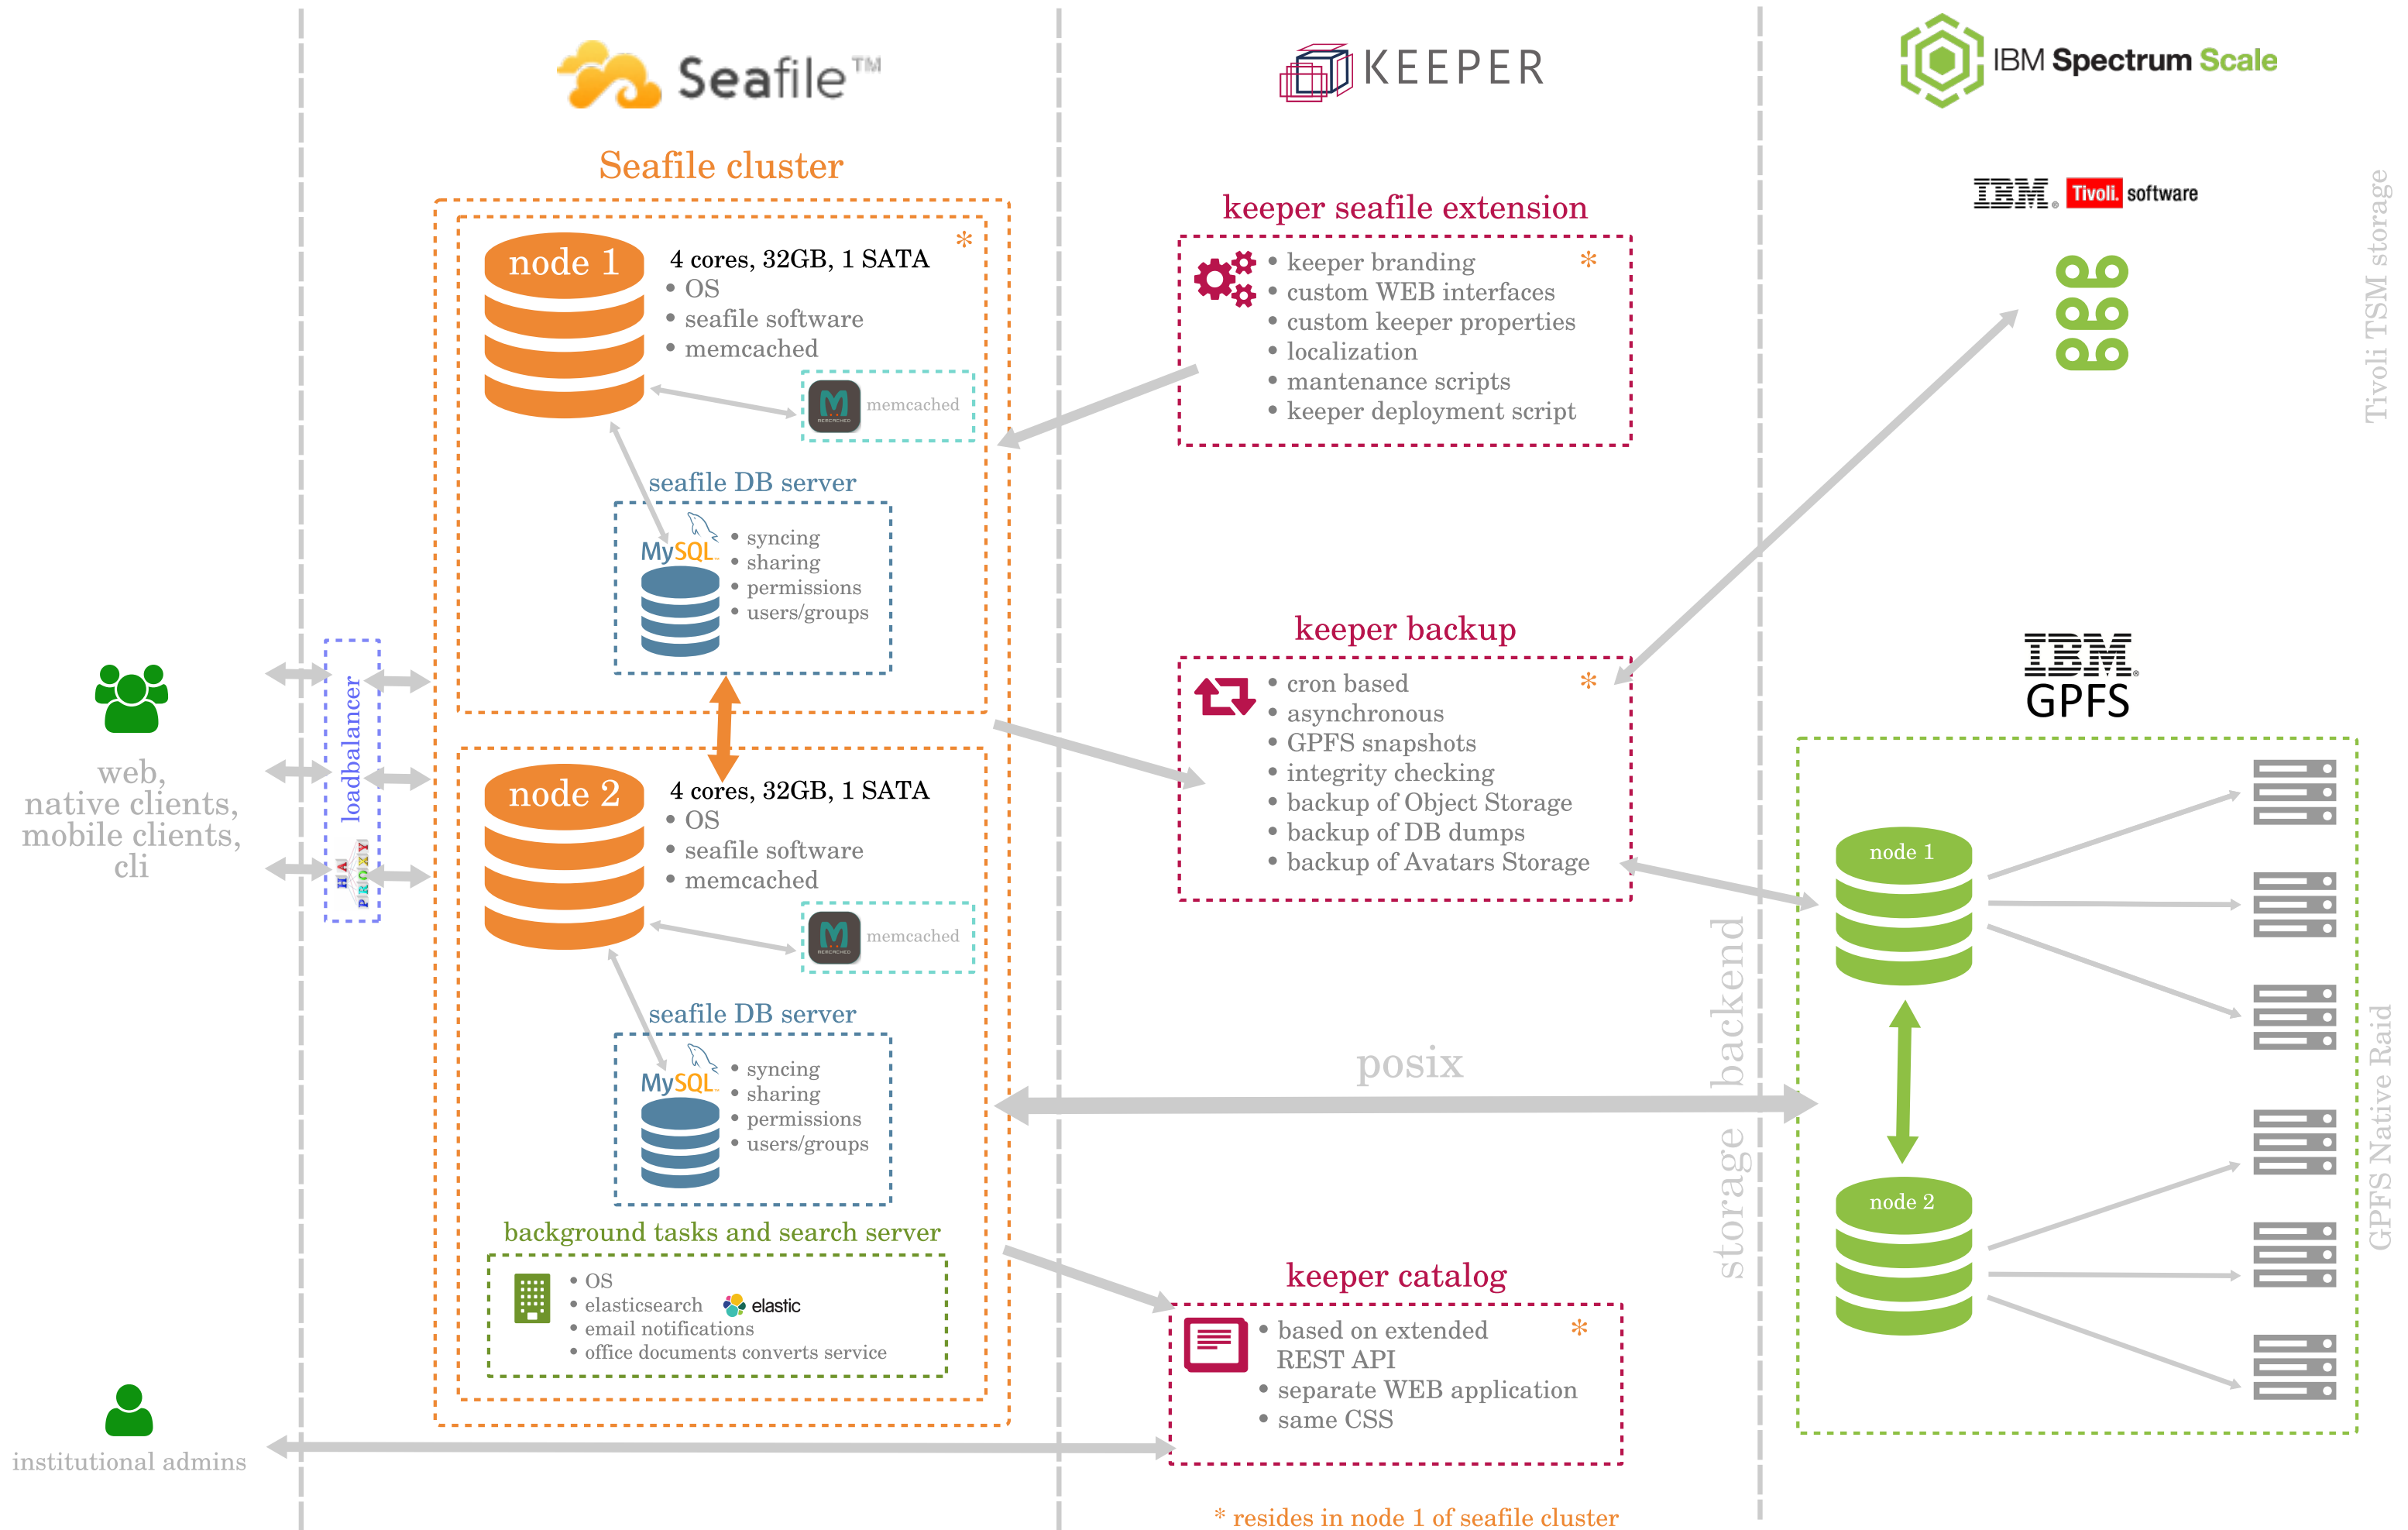 Seafile™
KEEPER
IBM Spectrum Scale
Seafile cluster
node 1
4 cores, 32GB, 1 SATA
*
• OS
• seafile software
• memcached
MEMCACHED
memcached
seafile DB server
MySQL™
• syncing
• sharing
• permissions
• users/groups
node 2
4 cores, 32GB, 1 SATA
• OS
• seafile software
• memcached
MEMCACHED
memcached
seafile DB server
MySQL™
• syncing
• sharing
• permissions
• users/groups
background tasks and search server
• OS
• elasticsearch
elastic
• email notifications
• office documents converts service
web,
native clients,
mobile clients,
cli
loadbalancer
HA
PROXY
institutional admins
keeper seafile extension
• keeper branding
*
• custom WEB interfaces
• custom keeper properties
• localization
• mantenance scripts
• keeper deployment script
keeper backup
• cron based
*
• asynchronous
• GPFS snapshots
• integrity checking
• backup of Object Storage
• backup of DB dumps
• backup of Avatars Storage
posix
keeper catalog
• based on extended
REST API
*
• separate WEB application
• same CSS
* resides in node 1 of seafile cluster
storage backend
IBM® Tivoli. software
Tivoli TSM storage
IBM®
GPFS
node 1
node 2
GPFS Native Raid